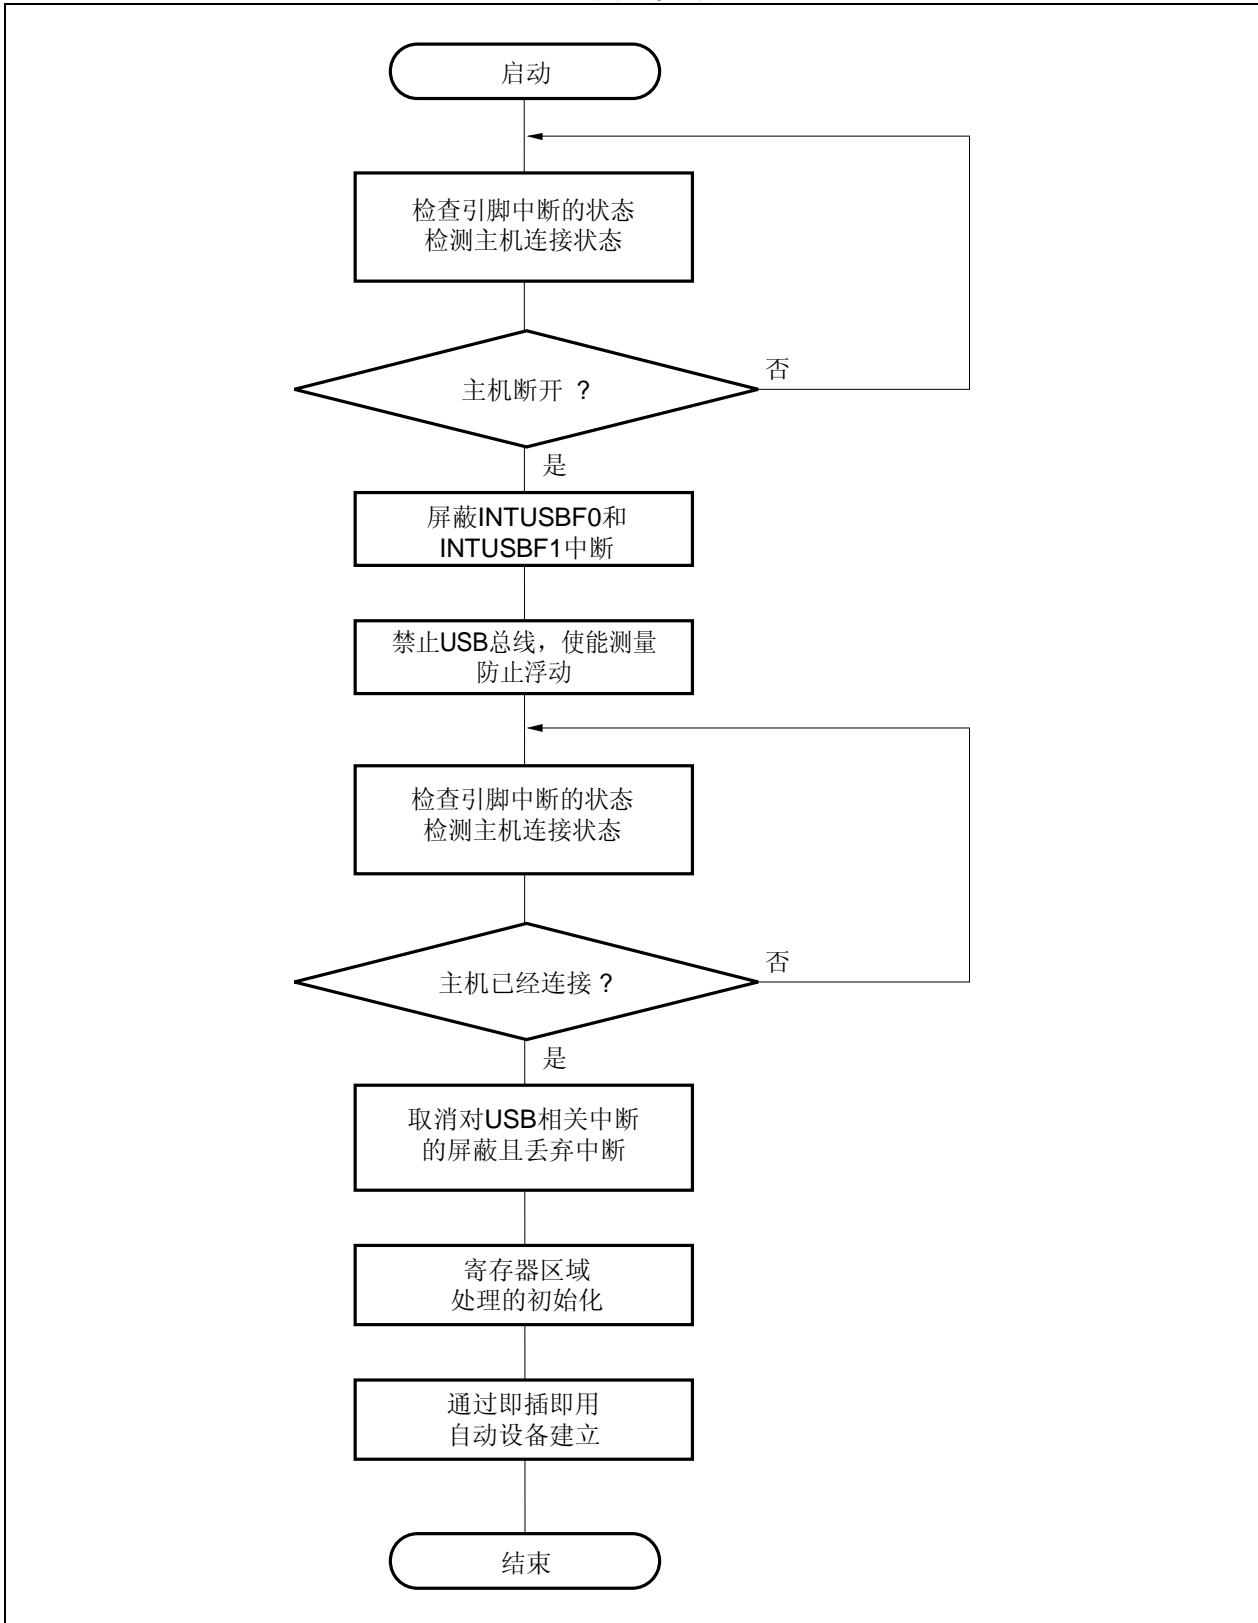 启动
检查引脚中断的状态
检测主机连接状态
否
主机断开 ?
是
屏蔽INTUSBF0和
INTUSBF1中断
禁止USB总线，使能测量
防止浮动
检查引脚中断的状态
检测主机连接状态
否
主机已经连接 ?
是
取消对USB相关中断
的屏蔽且丢弃中断
寄存器区域
处理的初始化
通过即插即用
自动设备建立
结束